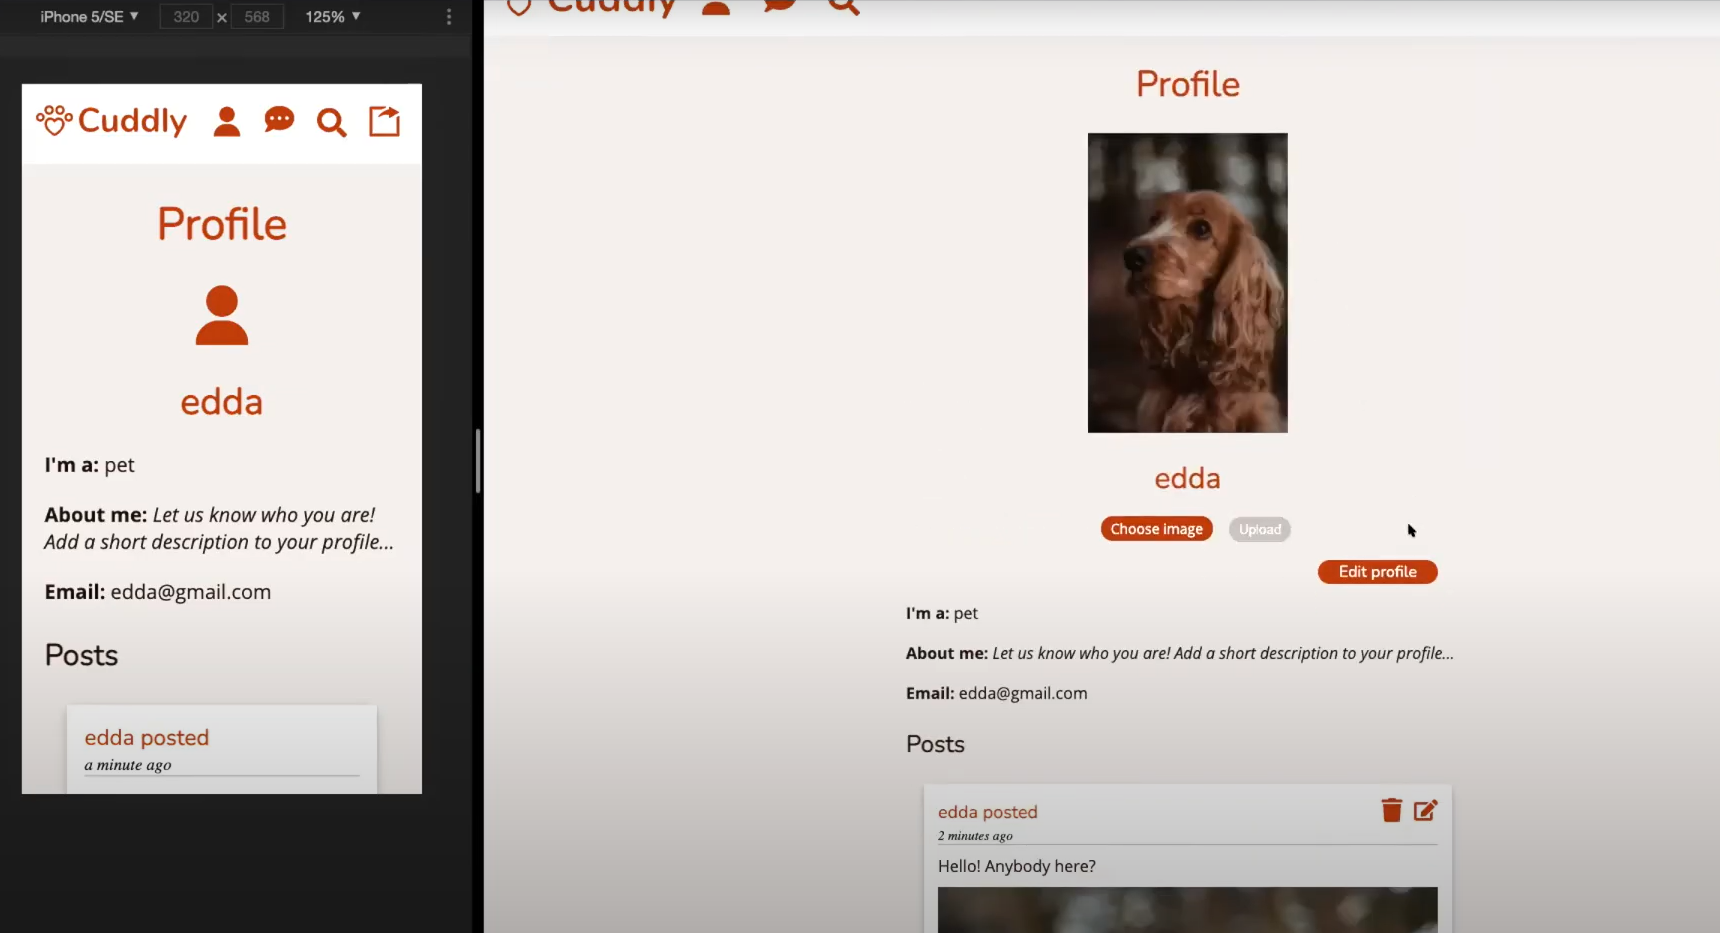 iPhone 5/SE ▼ 320 × 568 125% ▼
Cuddly
Profile
edda
I'm a: pet
About me: Let us know who you are!
Add a short description to your profile...
Email: edda@gmail.com
Posts
edda posted
a minute ago
Cuddly
Profile
edda
Choose image Upload
Edit profile
I'm a: pet
About me: Let us know who you are! Add a short description to your profile...
Email: edda@gmail.com
Posts
edda posted
2 minutes ago
Hello! Anybody here?